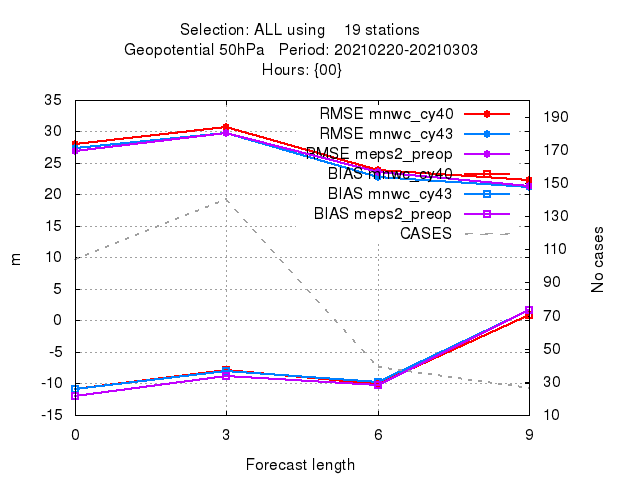 Selection: ALL using 19 stations
Geopotential 50hPa Period: 20210220-20210303
Hours: {00}
35
30
25
20
15
10
5
0
-5
-10
-15
m
RMSE mnwc_cy40
RMSE mnwc_cy43
RMSE meps2_preop
BIAS mnwc_cy40
BIAS mnwc_cy43
BIAS meps2_preop
CASES
190
170
150
130
110
90
70
50
30
10
No cases
0 3 6 9
Forecast length